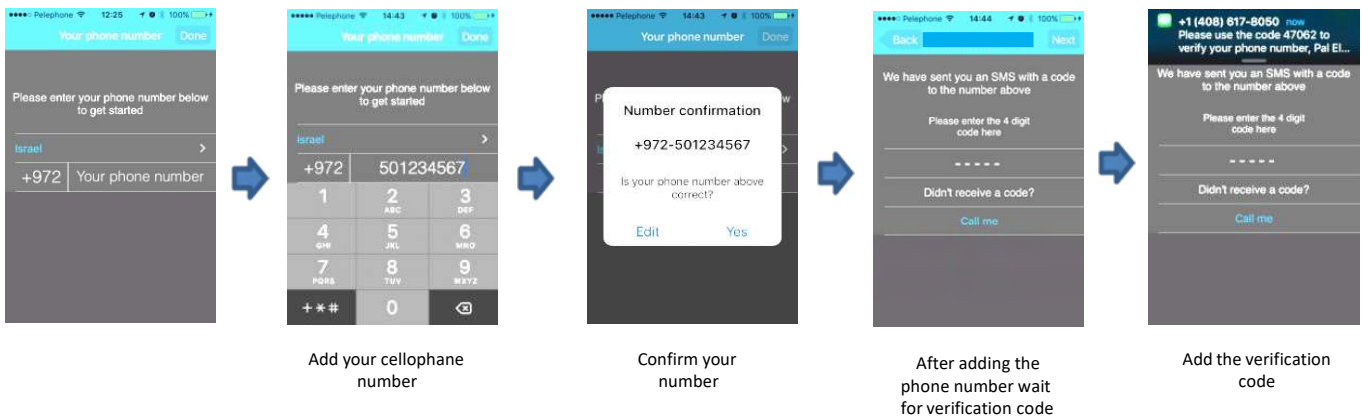 Pelephone 12:25 100%
Your phone number Done
Please enter your phone number below
to get started
Israel
+972 Your phone number
Pelephone 14:43 100%
Your phone number Done
Please enter your phone number below
to get started
Israel
+972 501234567
1 2 3
ABC DEF
4 5 6
GHI JKL MNO
7 8 9
PQRS TUV WXYZ
+*# 0
Add your cellophane
number
Pelephone 14:43 100%
Your phone number Done
Number confirmation
+972-501234567
Is your phone number above
correct?
Edit Yes
Confirm your
number
Pelephone 14:44 100%
Back Next
We have sent you an SMS with a code
to the number above
Please enter the 4 digit
code here
-----
Didn't receive a code?
Call me
After adding the
phone number wait
for verification code
+1 (408) 617-8050 now
Please use the code 47062 to
verify your phone number, Pal El...
We have sent you an SMS with a code
to the number above
Please enter the 4 digit
code here
-----
Didn't receive a code?
Call me
Add the verification
code